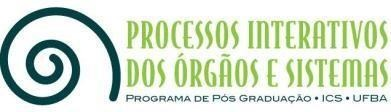 PROCESSOS INTERATIVOS
DOS ÓRGÃOS E SISTEMAS
PROGRAMA DE PÓS GRADUAÇÃO • ICS • UFBA